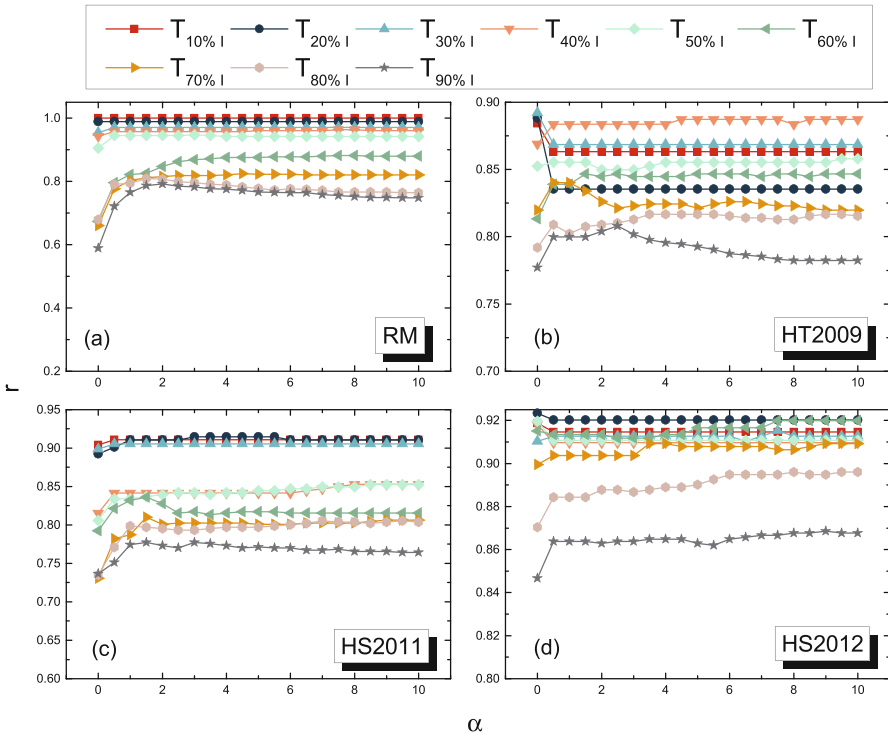 T10% I T20% I T30% I T40% I T50% I T60% I
T70% I T80% I T90% I
1.0
0.8
0.6
0.4
0.2
0 2 4 6 8 10
(a)
RM
0.90
0.85
0.80
0.75
0.70
0 2 4 6 8 10
(b)
HT2009
r
0.95
0.90
0.85
0.80
0.75
0.70
0.65
0.60
0 2 4 6 8 10
(c)
HS2011
0.92
0.90
0.88
0.86
0.84
0.82
0.80
0 2 4 6 8 10
(d)
HS2012
α